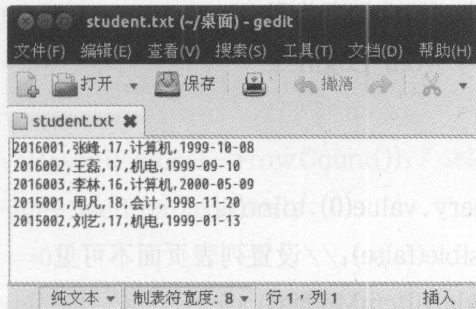 student.txt (~/桌面) - gedit
文件(F) 编辑(E) 查看(V) 搜索(S) 工具(T) 文档(D) 帮助(H)
打开 保存 撤消
student.txt
2016001,张峰,17,计算机,1999-10-08
2016002,王磊,17,机电,1999-09-10
2016003,李林,16,计算机,2000-05-09
2015001,周凡,18,会计,1998-11-20
2015002,刘艺,17,机电,1999-01-13
纯文本 制表符宽度: 8 行 1,列 1 插入